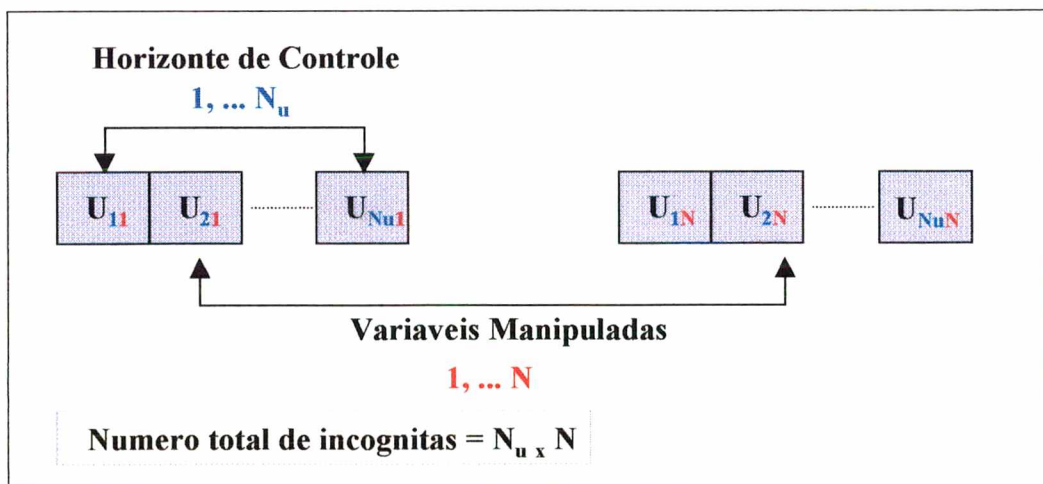 Horizonte de Controle
1, ... Nu
U11 U21 UNu1 U1N U2N UNuN
Variaveis Manipuladas
1, ... N
Numero total de incognitas = Nu x N